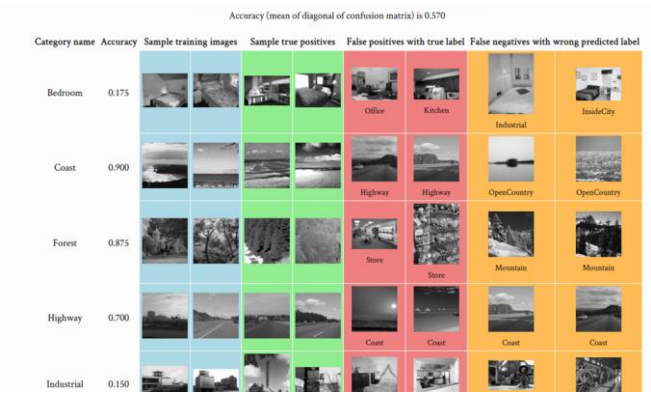 Accuracy (mean of diagonal of confusion matrix) is 0.570
Category name Accuracy Sample training images Sample true positives False positives with true label False negatives with wrong predicted label
Bedroom 0.175
Office Kitchen Industrial InsideCity
Coast 0.900
Highway Highway OpenCountry OpenCountry
Forest 0.875
Store Store Mountain Mountain
Highway 0.700
Coast Coast Coast Coast
Industrial 0.150